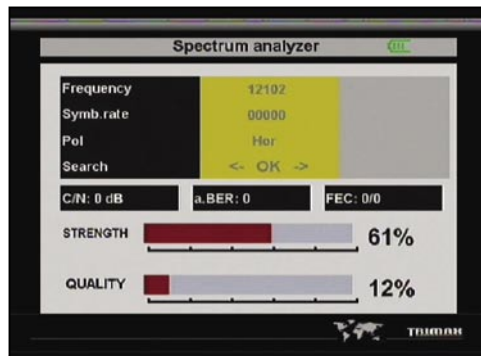 Spectrum analyzer
Frequency 12102
Symb.rate 00000
Pol Hor
Search <- OK ->
C/N: 0 dB a.BER: 0 FEC: 0/0
STRENGTH 61%
QUALITY 12%
TRIMAX